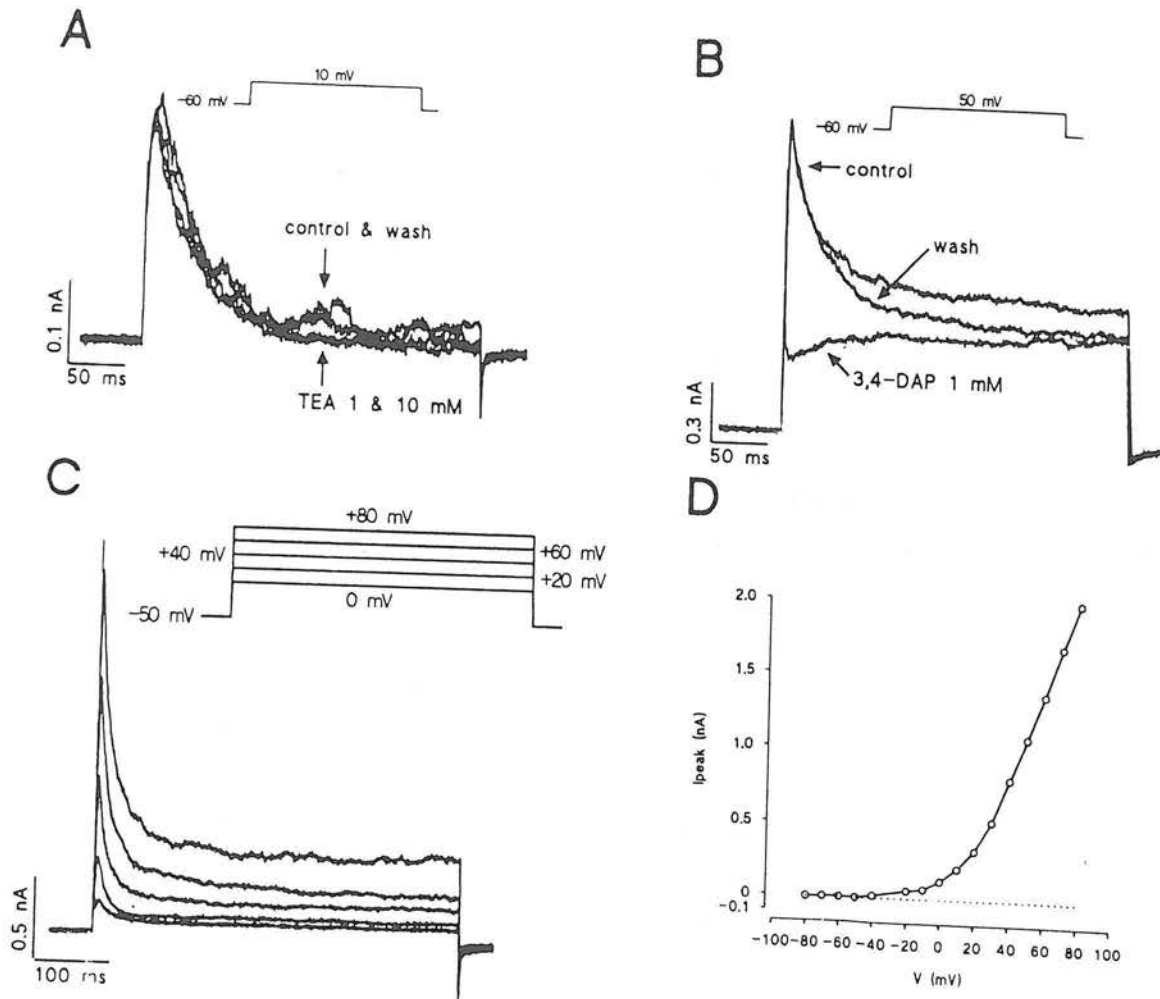 A
10 mV
-60 mV
control & wash
0.1 nA
50 ms
TEA 1 & 10 mM
B
50 mV
-60 mV
control
wash
3,4-DAP 1 mM
0.3 nA
50 ms
C
+80 mV
+40 mV
+60 mV
+20 mV
0 mV
-50 mV
0.5 nA
100 ms
D
2.0
1.5
1.0
0.5
0
-0.1
Ipeak (nA)
-100 -80 -60 -40 -20 0 20 40 60 80 100
V (mV)